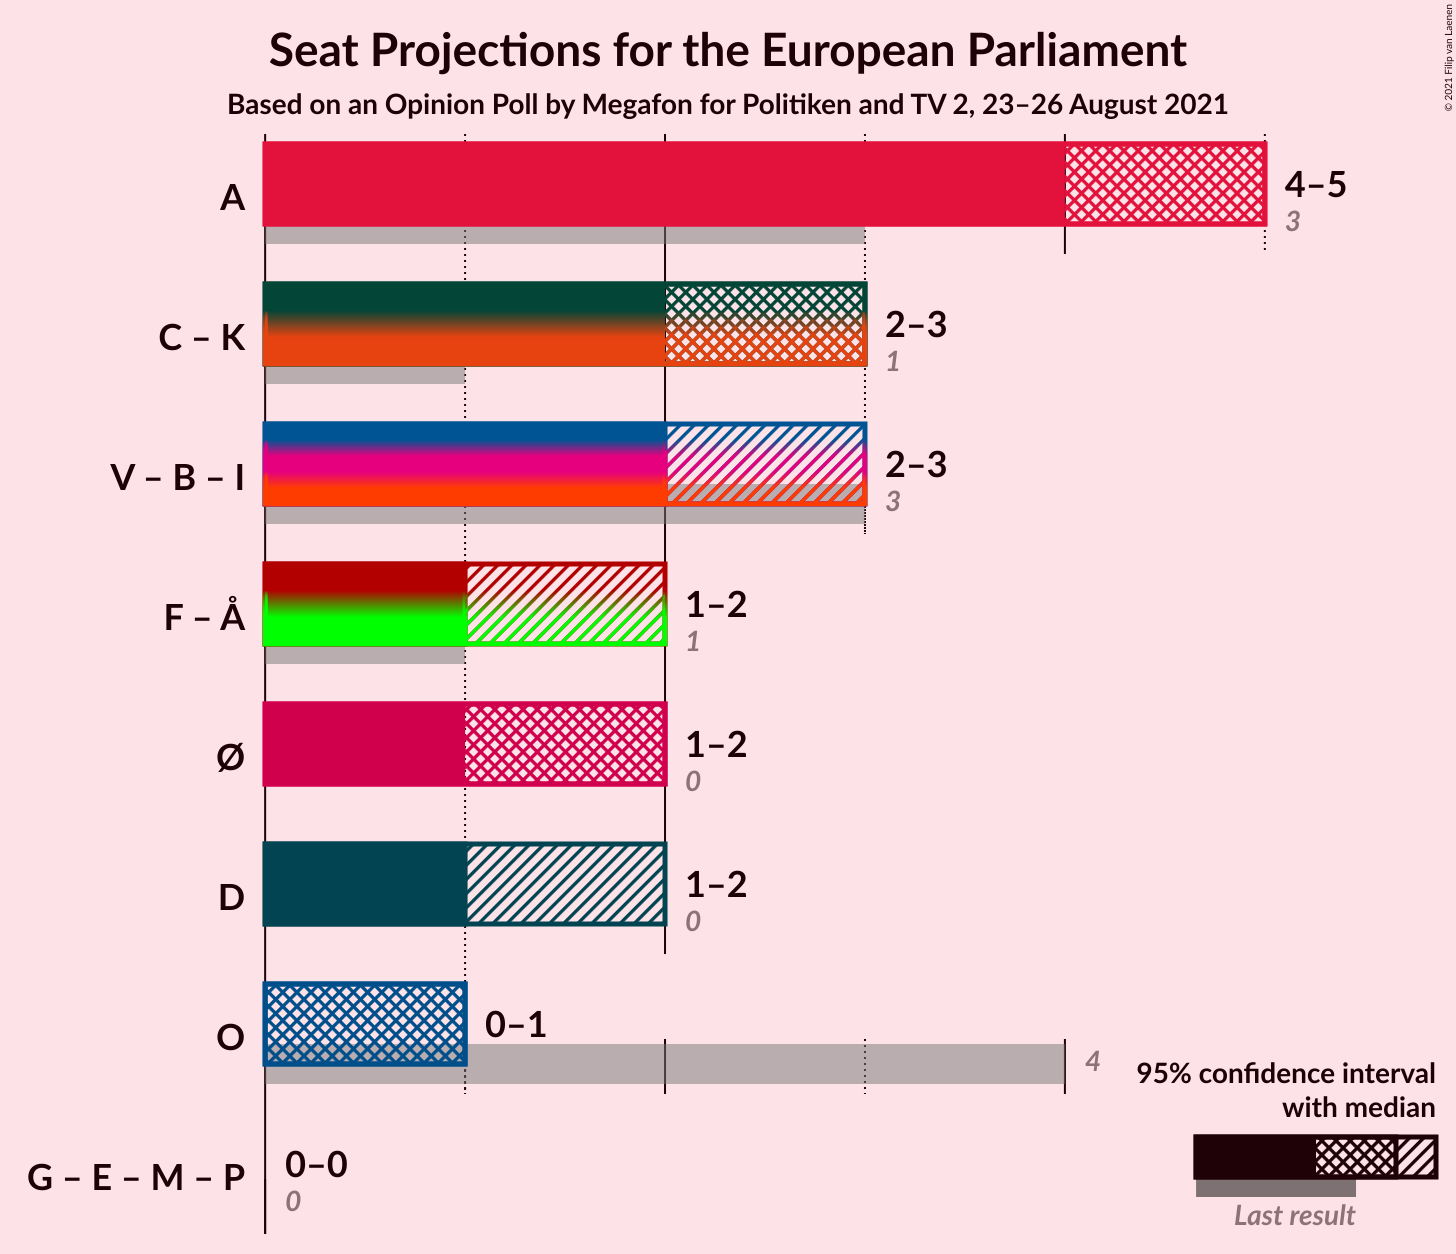 Seat Projections for the European Parliament
Based on an Opinion Poll by Megafon for Politiken and TV 2, 23–26 August 2021
© 2021 Filip van Laenen
A
4–5
3
C – K
2–3
1
V – B – I
2–3
3
F – Å
1–2
1
Ø
1–2
0
D
1–2
0
O
0–1
4
G – E – M – P
0–0
0
95% confidence interval
with median
Last result